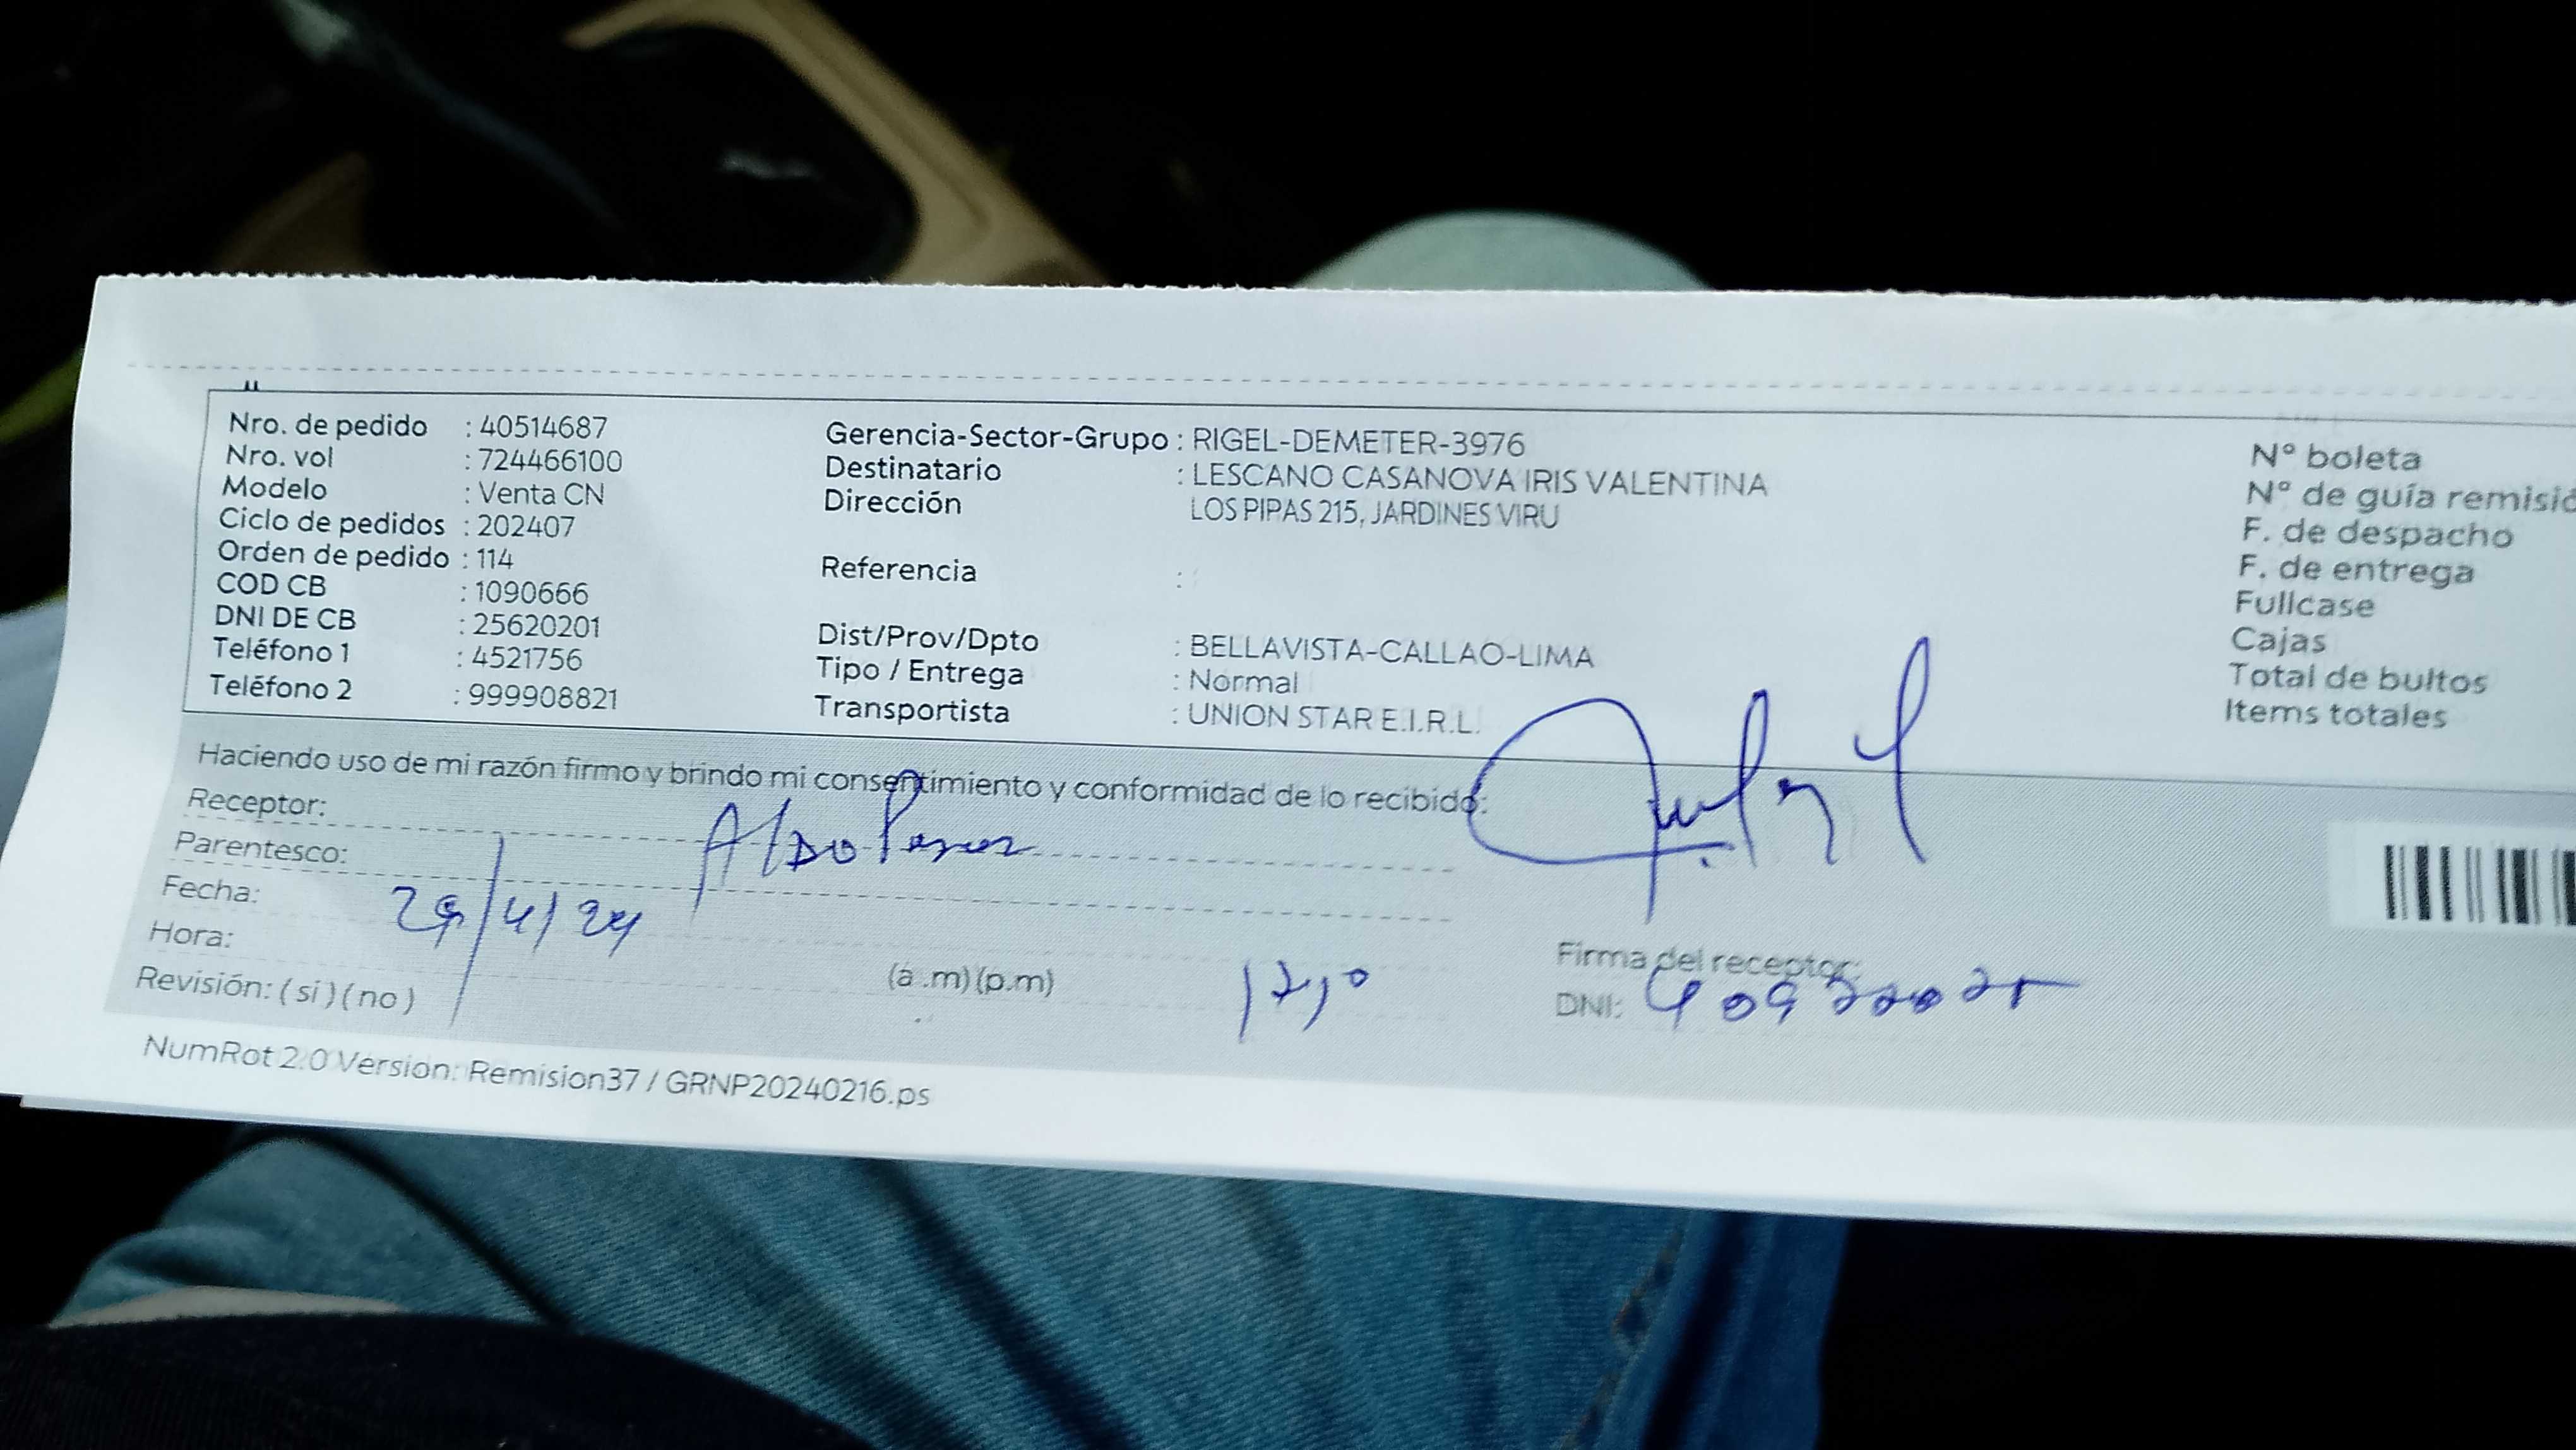 Nro. de pedido : 40514687
Nro. vol : 724466100
Modelo : Venta CN
Ciclo de pedidos : 202407
Orden de pedido : 114
COD CB : 1090666
DNI DE CB : 25620201
Teléfono 1 : 4521756
Teléfono 2 : 999908821
Gerencia-Sector-Grupo : RIGEL-DEMETER-3976
Destinatario : LESCANO CASANOVA IRIS VALENTINA
Dirección LOS PIPAS 215, JARDINES VIRU
Referencia :
Dist/Prov/Dpto : BELLAVISTA-CALLAO-LIMA
Tipo / Entrega : Normal
Transportista : UNION STAR E.I.R.L.
Nº boleta
Nº de guía remisió
F. de despacho
F. de entrega
Fullcase
Cajas
Total de bultos
Items totales
Haciendo uso de mi razón firmo y brindo mi consentimiento y conformidad de lo recibido:
Receptor: Aldo
Parentesco:
Fecha: /4/24
Hora: (a .m) (p.m)
Revisión: ( si ) ( no )
Firma del receptor:
DNI:
NumRot 2.0 Version: Remision37 / GRNP20240216.ps